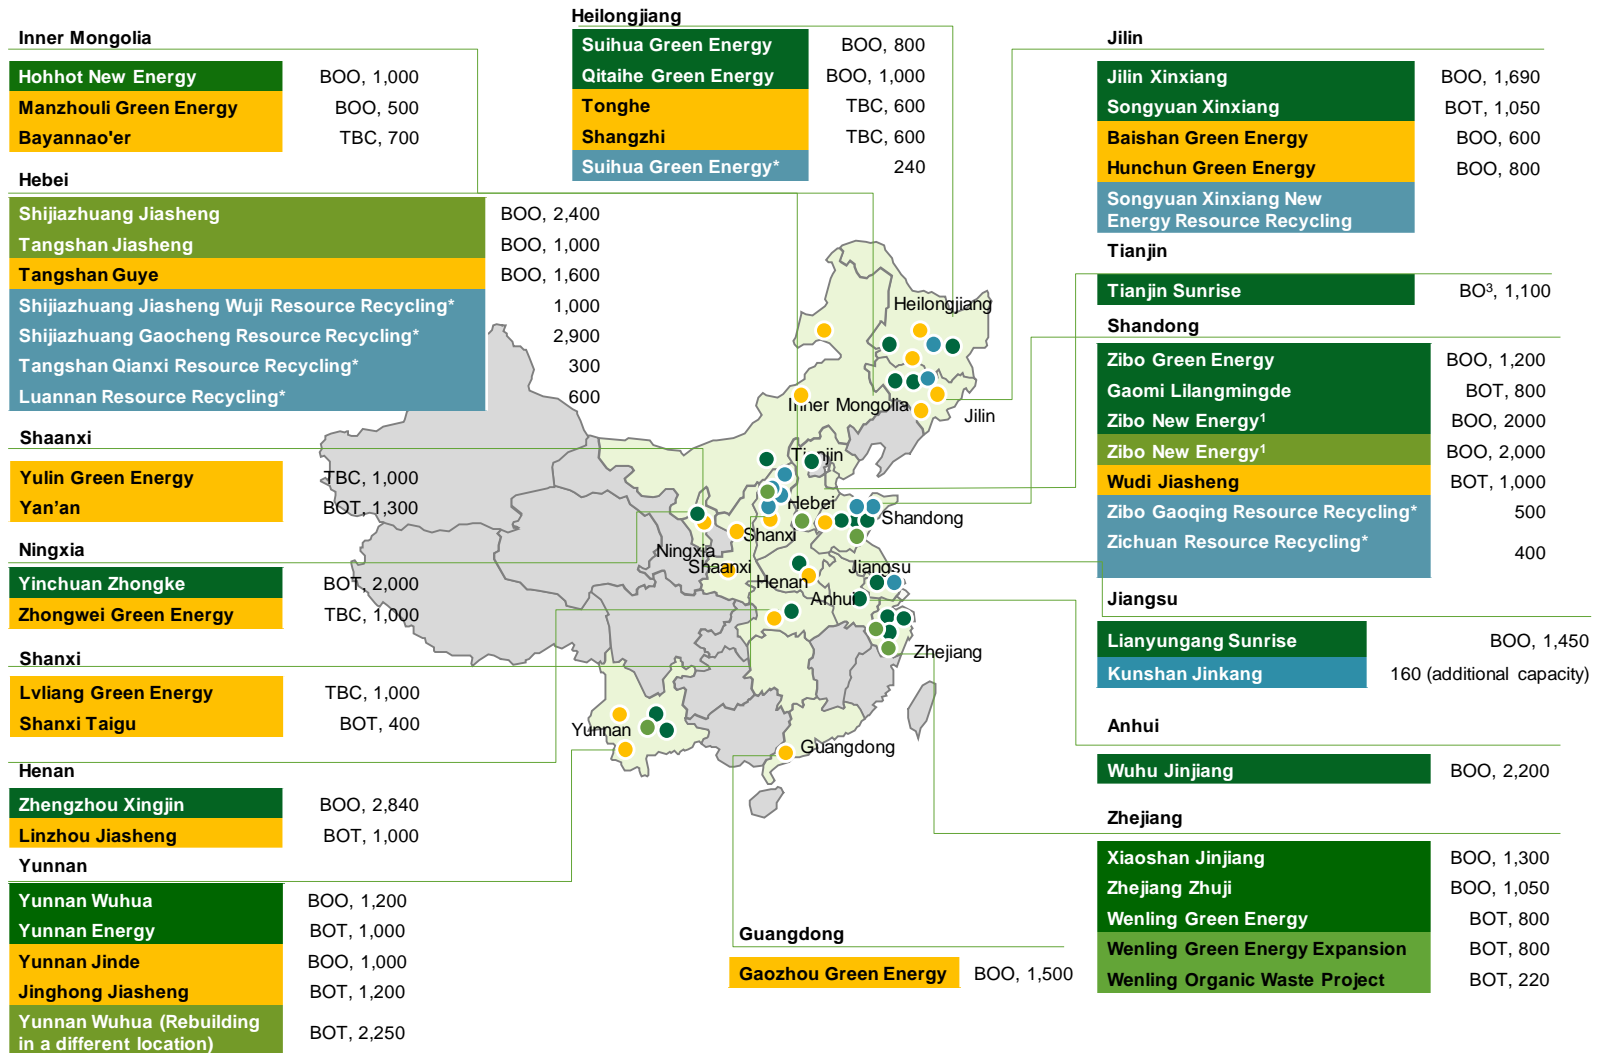 Inner Mongolia
Hohhot New Energy BOO, 1,000
Manzhouli Green Energy BOO, 500
Bayannao'er TBC, 700
Hebei
Shijiazhuang Jiasheng BOO, 2,400
Tangshan Jiasheng BOO, 1,000
Tangshan Guye BOO, 1,600
Shijiazhuang Jiasheng Wuji Resource Recycling* 1,000
Shijiazhuang Gaocheng Resource Recycling* 2,900
Tangshan Qianxi Resource Recycling* 300
Luannan Resource Recycling* 600
Shaanxi
Yulin Green Energy TBC, 1,000
Yan’an BOT, 1,300
Ningxia
Yinchuan Zhongke BOT, 2,000
Zhongwei Green Energy TBC, 1,000
Shanxi
Lvliang Green Energy TBC, 1,000
Shanxi Taigu BOT, 400
Henan
Zhengzhou Xingjin BOO, 2,840
Linzhou Jiasheng BOT, 1,000
Yunnan
Yunnan Wuhua BOO, 1,200
Yunnan Energy BOT, 1,000
Yunnan Jinde BOO, 1,000
Jinghong Jiasheng BOT, 1,200
Yunnan Wuhua (Rebuilding
in a different location) BOT, 2,250
Heilongjiang
Suihua Green Energy BOO, 800
Qitaihe Green Energy BOO, 1,000
Tonghe TBC, 600
Shangzhi TBC, 600
Suihua Green Energy* 240
Heilongjiang
Inner Mongolia
Jilin
Tianjin
Hebei
Shandong
Shanxi
Ningxia
Shaanxi
Henan
Jiangsu
Anhui
Zhejiang
Yunnan
Guangdong
Guangdong
Gaozhou Green Energy BOO, 1,500
Jilin
Jilin Xinxiang BOO, 1,690
Songyuan Xinxiang BOT, 1,050
Baishan Green Energy BOO, 600
Hunchun Green Energy BOO, 800
Songyuan Xinxiang New
Energy Resource Recycling
Tianjin
Tianjin Sunrise BO³, 1,100
Shandong
Zibo Green Energy BOO, 1,200
Gaomi Lilangmingde BOT, 800
Zibo New Energy¹ BOO, 2000
Zibo New Energy¹ BOO, 2,000
Wudi Jiasheng BOT, 1,000
Zibo Gaoqing Resource Recycling* 500
Zichuan Resource Recycling* 400
Jiangsu
Lianyungang Sunrise BOO, 1,450
Kunshan Jinkang 160 (additional capacity)
Anhui
Wuhu Jinjiang BOO, 2,200
Zhejiang
Xiaoshan Jinjiang BOO, 1,300
Zhejiang Zhuji BOO, 1,050
Wenling Green Energy BOT, 800
Wenling Green Energy Expansion BOT, 800
Wenling Organic Waste Project BOT, 220